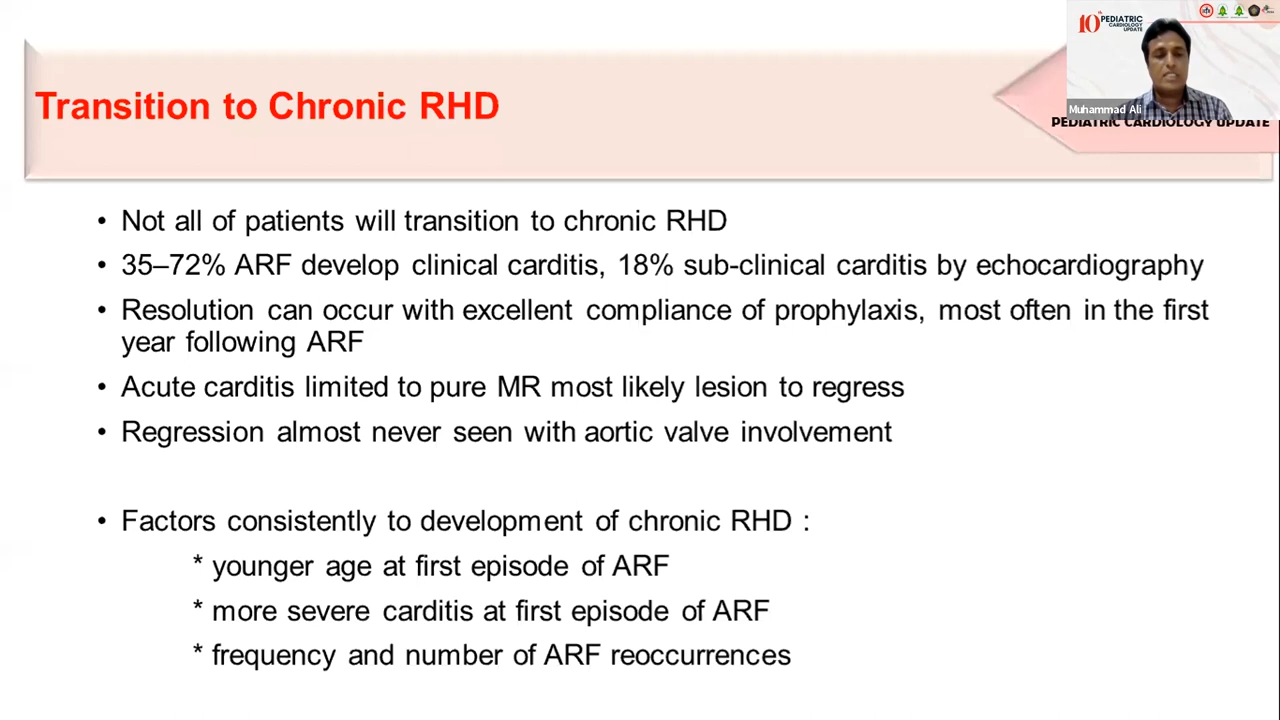 10th PEDIATRIC
CARDIOLOGY
UPDATE
Muhammad Ali
PEDIATRIC CARDIOLOGY UPDATE
Transition to Chronic RHD
• Not all of patients will transition to chronic RHD
• 35–72% ARF develop clinical carditis, 18% sub-clinical carditis by echocardiography
• Resolution can occur with excellent compliance of prophylaxis, most often in the first
year following ARF
• Acute carditis limited to pure MR most likely lesion to regress
• Regression almost never seen with aortic valve involvement
• Factors consistently to development of chronic RHD :
* younger age at first episode of ARF
* more severe carditis at first episode of ARF
* frequency and number of ARF reoccurrences